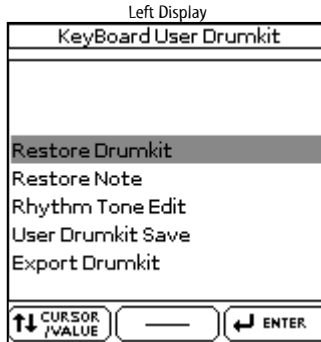 Left Display
KeyBoard User Drumkit
Restore Drumkit
Restore Note
Rhythm Tone Edit
User Drumkit Save
Export Drumkit
CURSOR
/VALUE
ENTER